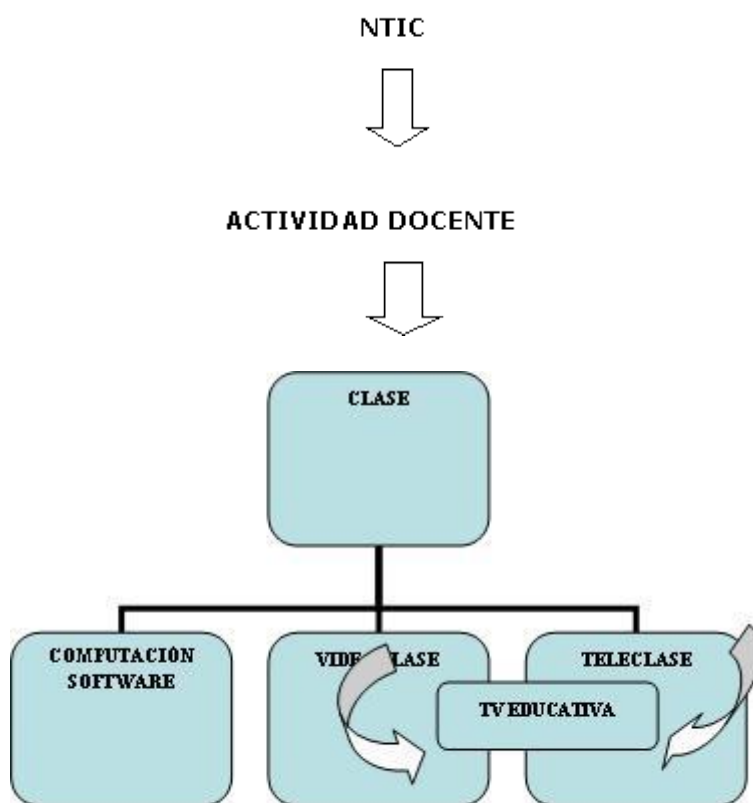 NTIC
ACTIVIDAD DOCENTE
CLASE
COMPUTACIÓN
SOFTWARE
TELECLASE
TV EDUCATIVA